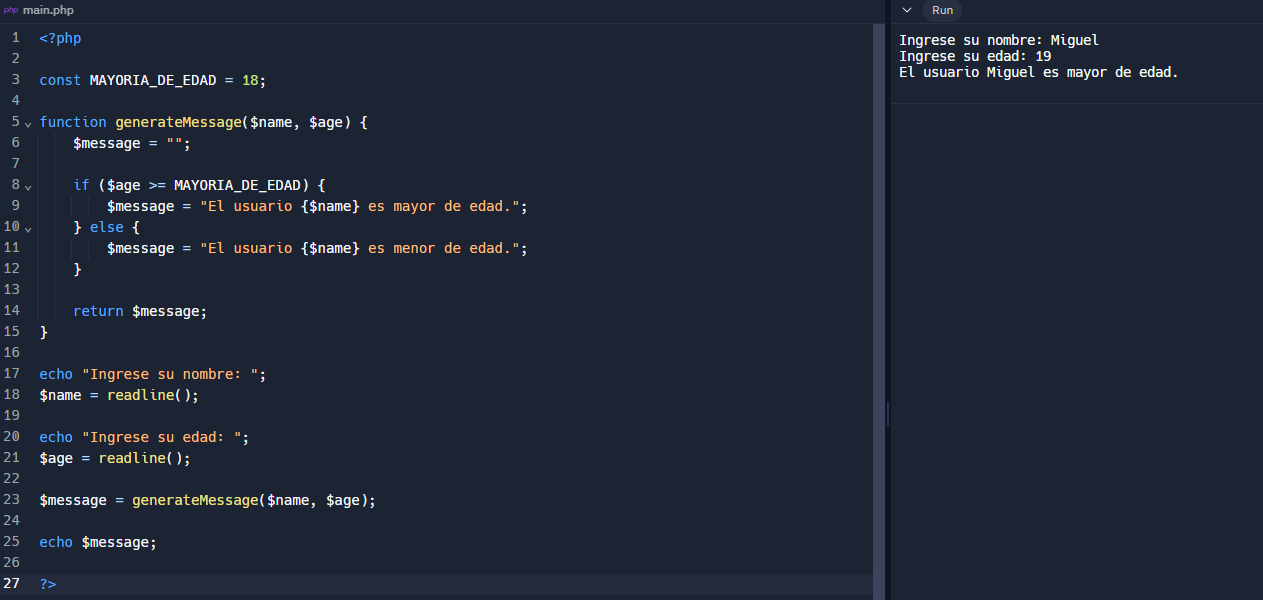 php main.php
1 <?php
2
3 const MAYORIA_DE_EDAD = 18;
4
5 function generateMessage($name, $age) {
6     $message = "";
7
8     if ($age >= MAYORIA_DE_EDAD) {
9         $message = "El usuario {$name} es mayor de edad.";
10     } else {
11         $message = "El usuario {$name} es menor de edad.";
12     }
13
14     return $message;
15 }
16
17 echo "Ingrese su nombre: ";
18 $name = readline();
19
20 echo "Ingrese su edad: ";
21 $age = readline();
22
23 $message = generateMessage($name, $age);
24
25 echo $message;
26
27 ?>
Run
Ingrese su nombre: Miguel
Ingrese su edad: 19
El usuario Miguel es mayor de edad.